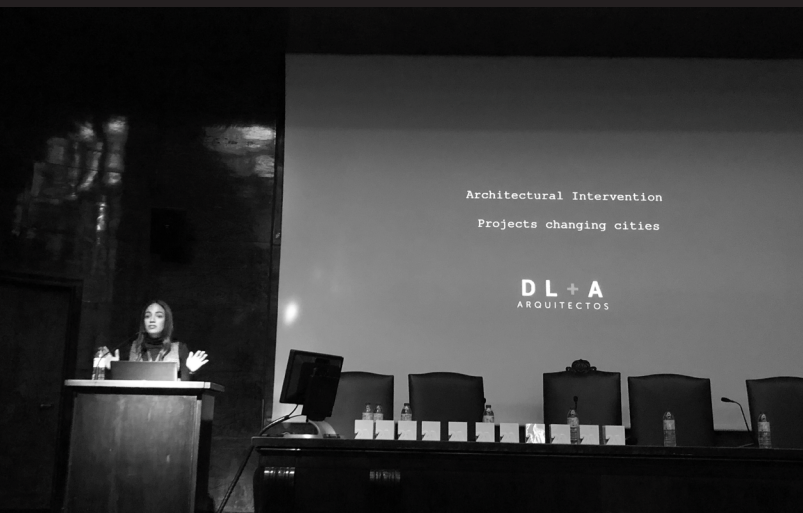 Architectural Intervention
Projects changing cities
DL+A
ARQUITECTOS